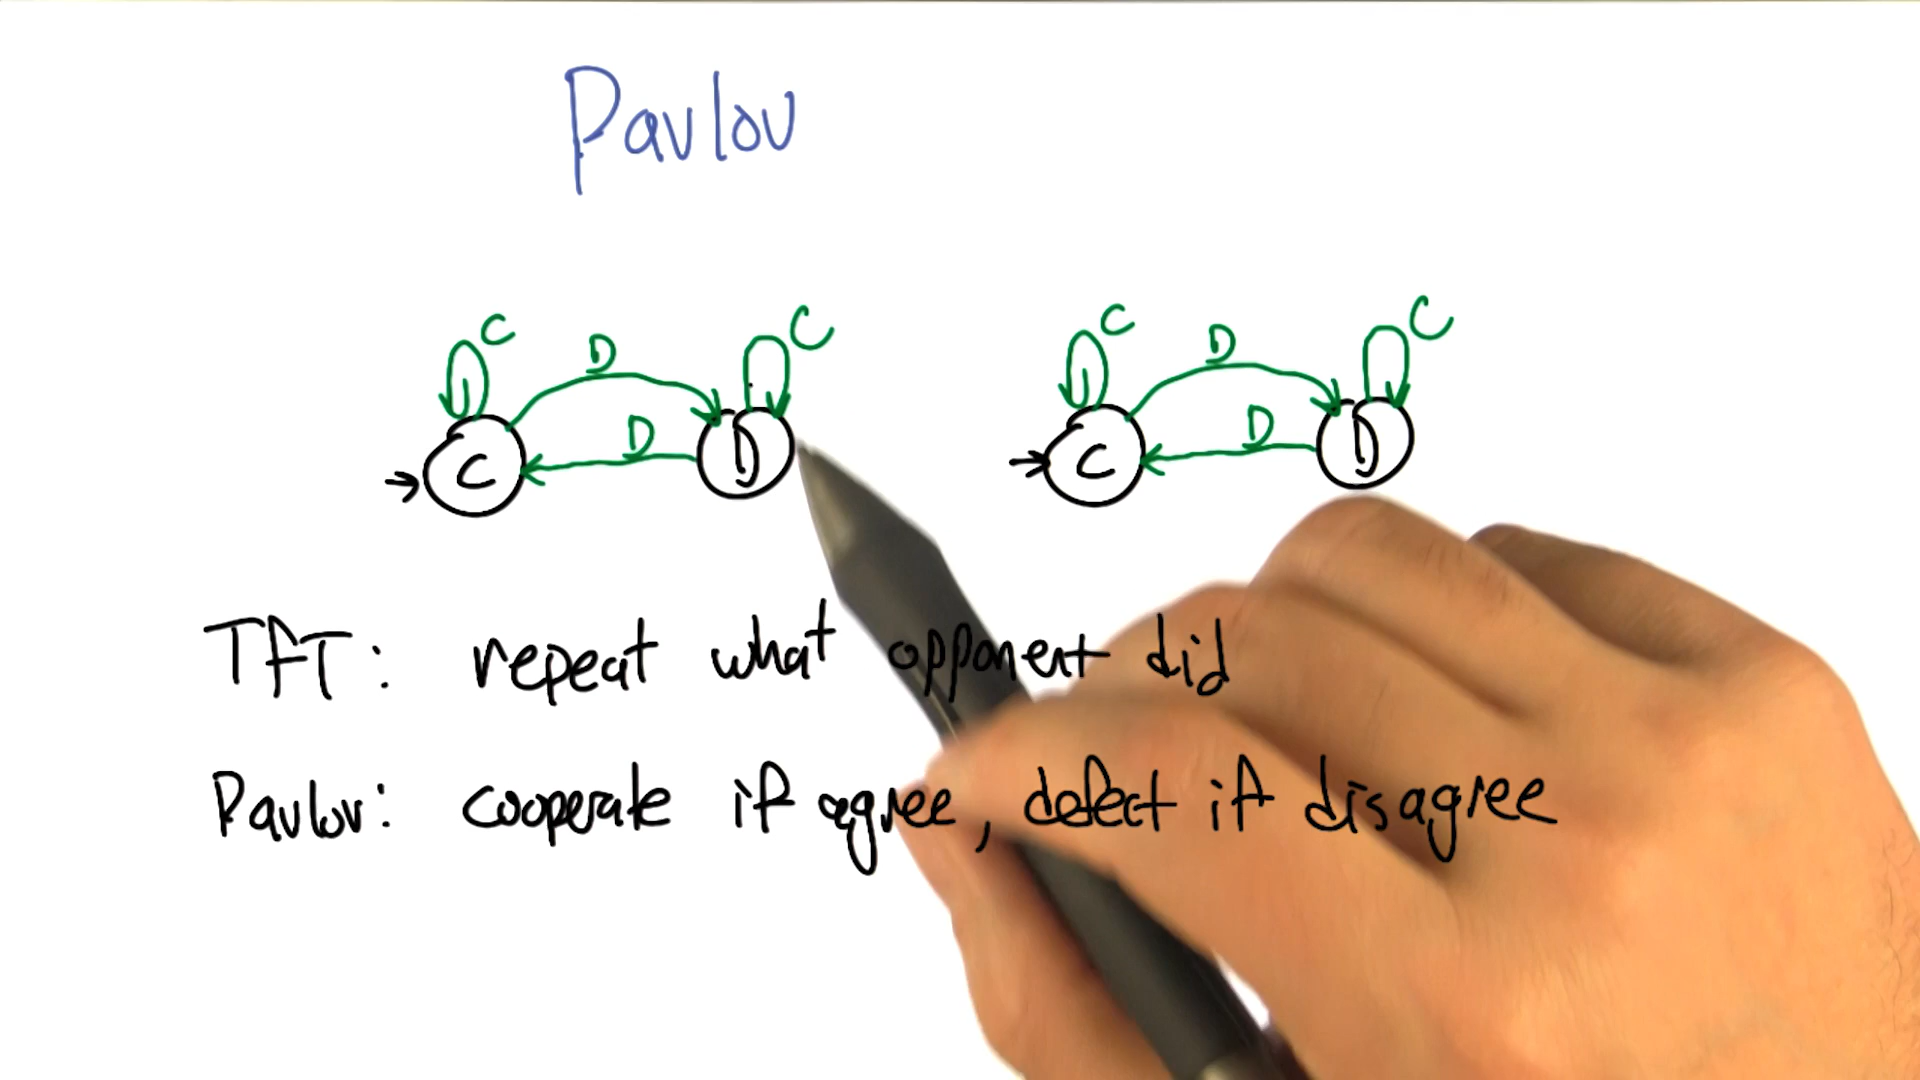 Pavlov
C D C C D C
C D D C D D
TfT: repeat what opponent did
Pavlov: cooperate if agree, defect if disagree